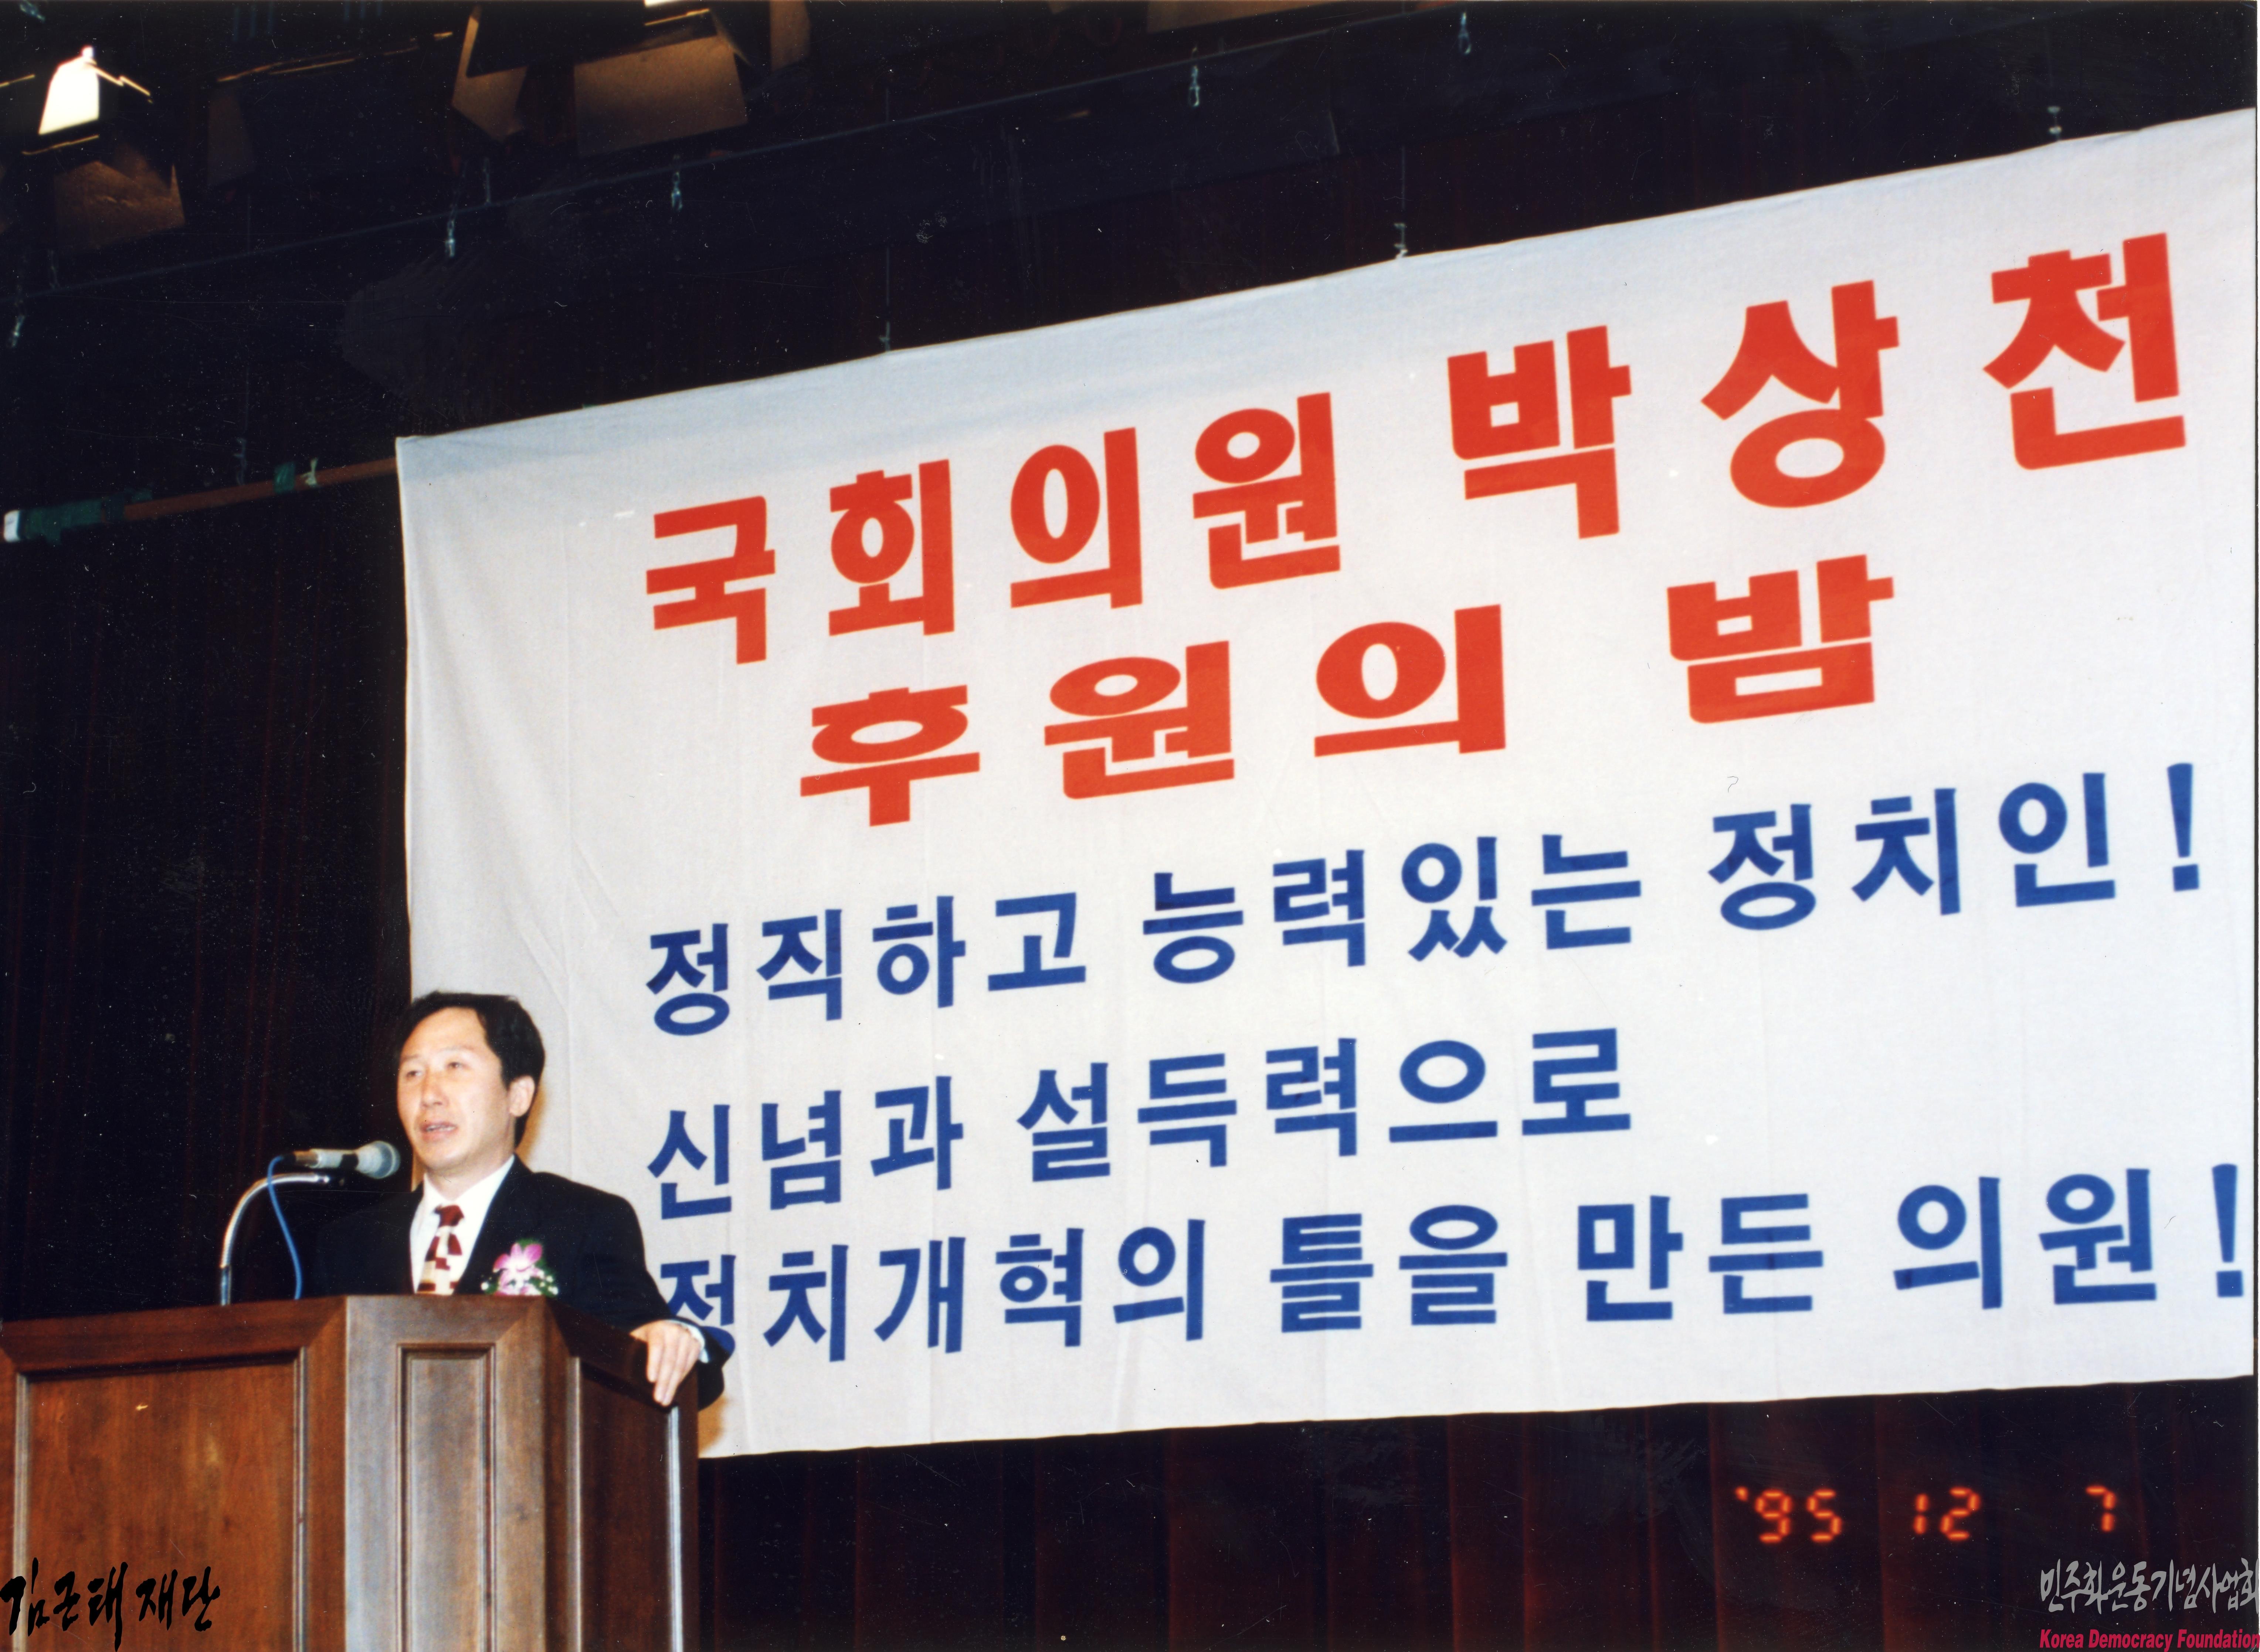 국회의원 박상천
후원의 밤
정직하고 능력있는 정치인!
신념과 설득력으로
정치개혁의 틀을 만든 의원!
'95 12 7
김근태재단
민주화운동기념사업회
Korea Democracy Foundation